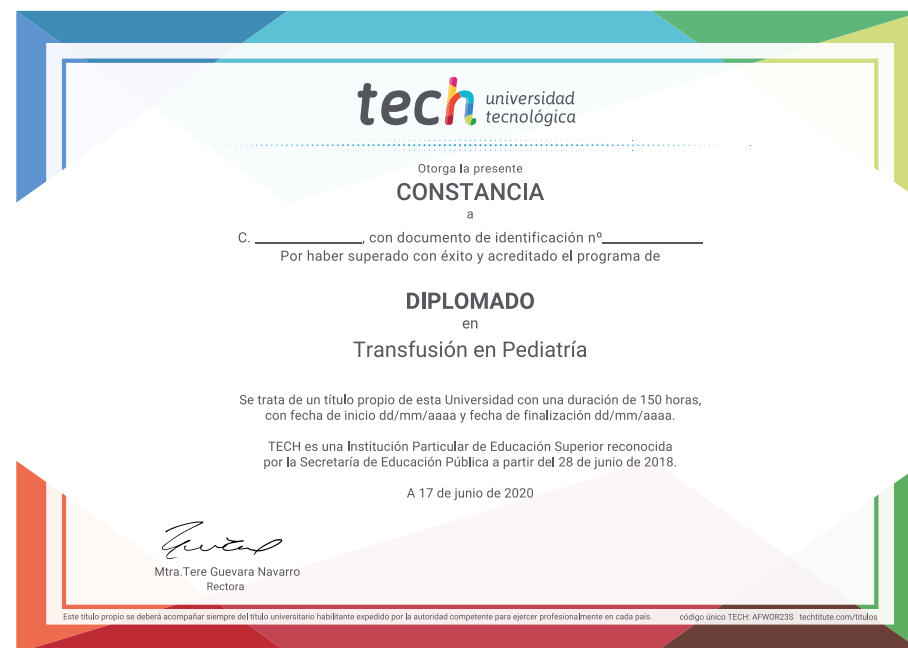 tech universidad
tecnológica
Otorga la presente
CONSTANCIA
a
C. ____________, con documento de identificación nº____________
Por haber superado con éxito y acreditado el programa de
DIPLOMADO
en
Transfusión en Pediatría
Se trata de un título propio de esta Universidad con una duración de 150 horas,
con fecha de inicio dd/mm/aaaa y fecha de finalización dd/mm/aaaa.
TECH es una Institución Particular de Educación Superior reconocida
por la Secretaría de Educación Pública a partir del 28 de junio de 2018.
A 17 de junio de 2020
Mtra.Tere Guevara Navarro
Rectora
Este título propio se deberá acompañar siempre del título universitario habilitante expedido por la autoridad competente para ejercer profesionalmente en cada país. código único TECH: AFWOR23S techtitute.com/titulos